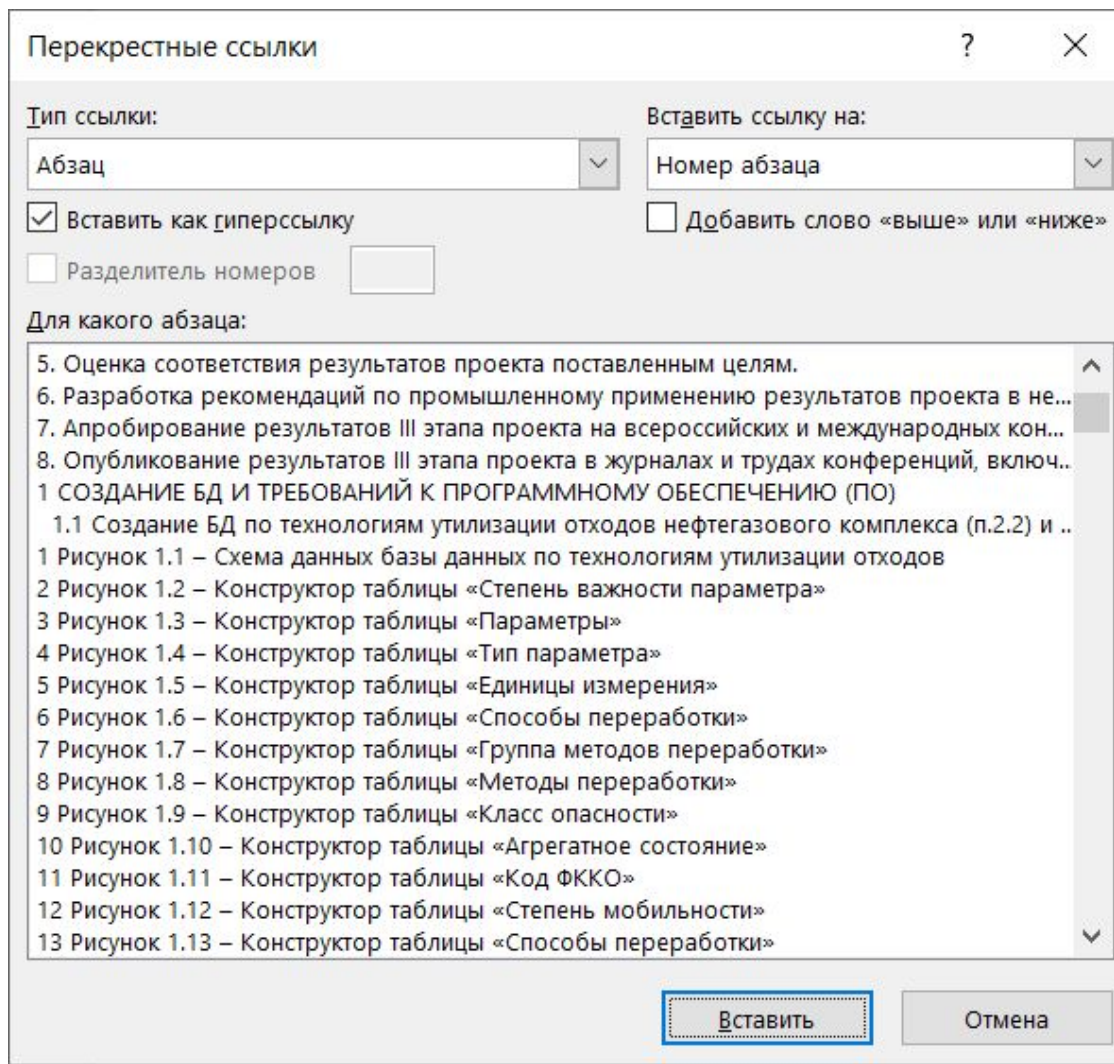 Перекрестные ссылки
Тип ссылки:
Вставить ссылку на:
Абзац
Номер абзаца
Вставить как гиперссылку
Добавить слово «выше» или «ниже»
Разделитель номеров
Для какого абзаца:
5. Оценка соответствия результатов проекта поставленным целям.
6. Разработка рекомендаций по промышленному применению результатов проекта в не...
7. Апробирование результатов III этапа проекта на всероссийских и международных кон...
8. Опубликование результатов III этапа проекта в журналах и трудах конференций, включ...
1 СОЗДАНИЕ БД И ТРЕБОВАНИЙ К ПРОГРАММНОМУ ОБЕСПЕЧЕНИЮ (ПО)
1.1 Создание БД по технологиям утилизации отходов нефтегазового комплекса (п.2.2) и ...
1 Рисунок 1.1 – Схема данных базы данных по технологиям утилизации отходов
2 Рисунок 1.2 – Конструктор таблицы «Степень важности параметра»
3 Рисунок 1.3 – Конструктор таблицы «Параметры»
4 Рисунок 1.4 – Конструктор таблицы «Тип параметра»
5 Рисунок 1.5 – Конструктор таблицы «Единицы измерения»
6 Рисунок 1.6 – Конструктор таблицы «Способы переработки»
7 Рисунок 1.7 – Конструктор таблицы «Группа методов переработки»
8 Рисунок 1.8 – Конструктор таблицы «Методы переработки»
9 Рисунок 1.9 – Конструктор таблицы «Класс опасности»
10 Рисунок 1.10 – Конструктор таблицы «Агрегатное состояние»
11 Рисунок 1.11 – Конструктор таблицы «Код ФККО»
12 Рисунок 1.12 – Конструктор таблицы «Степень мобильности»
13 Рисунок 1.13 – Конструктор таблицы «Способы переработки»
Вставить
Отмена